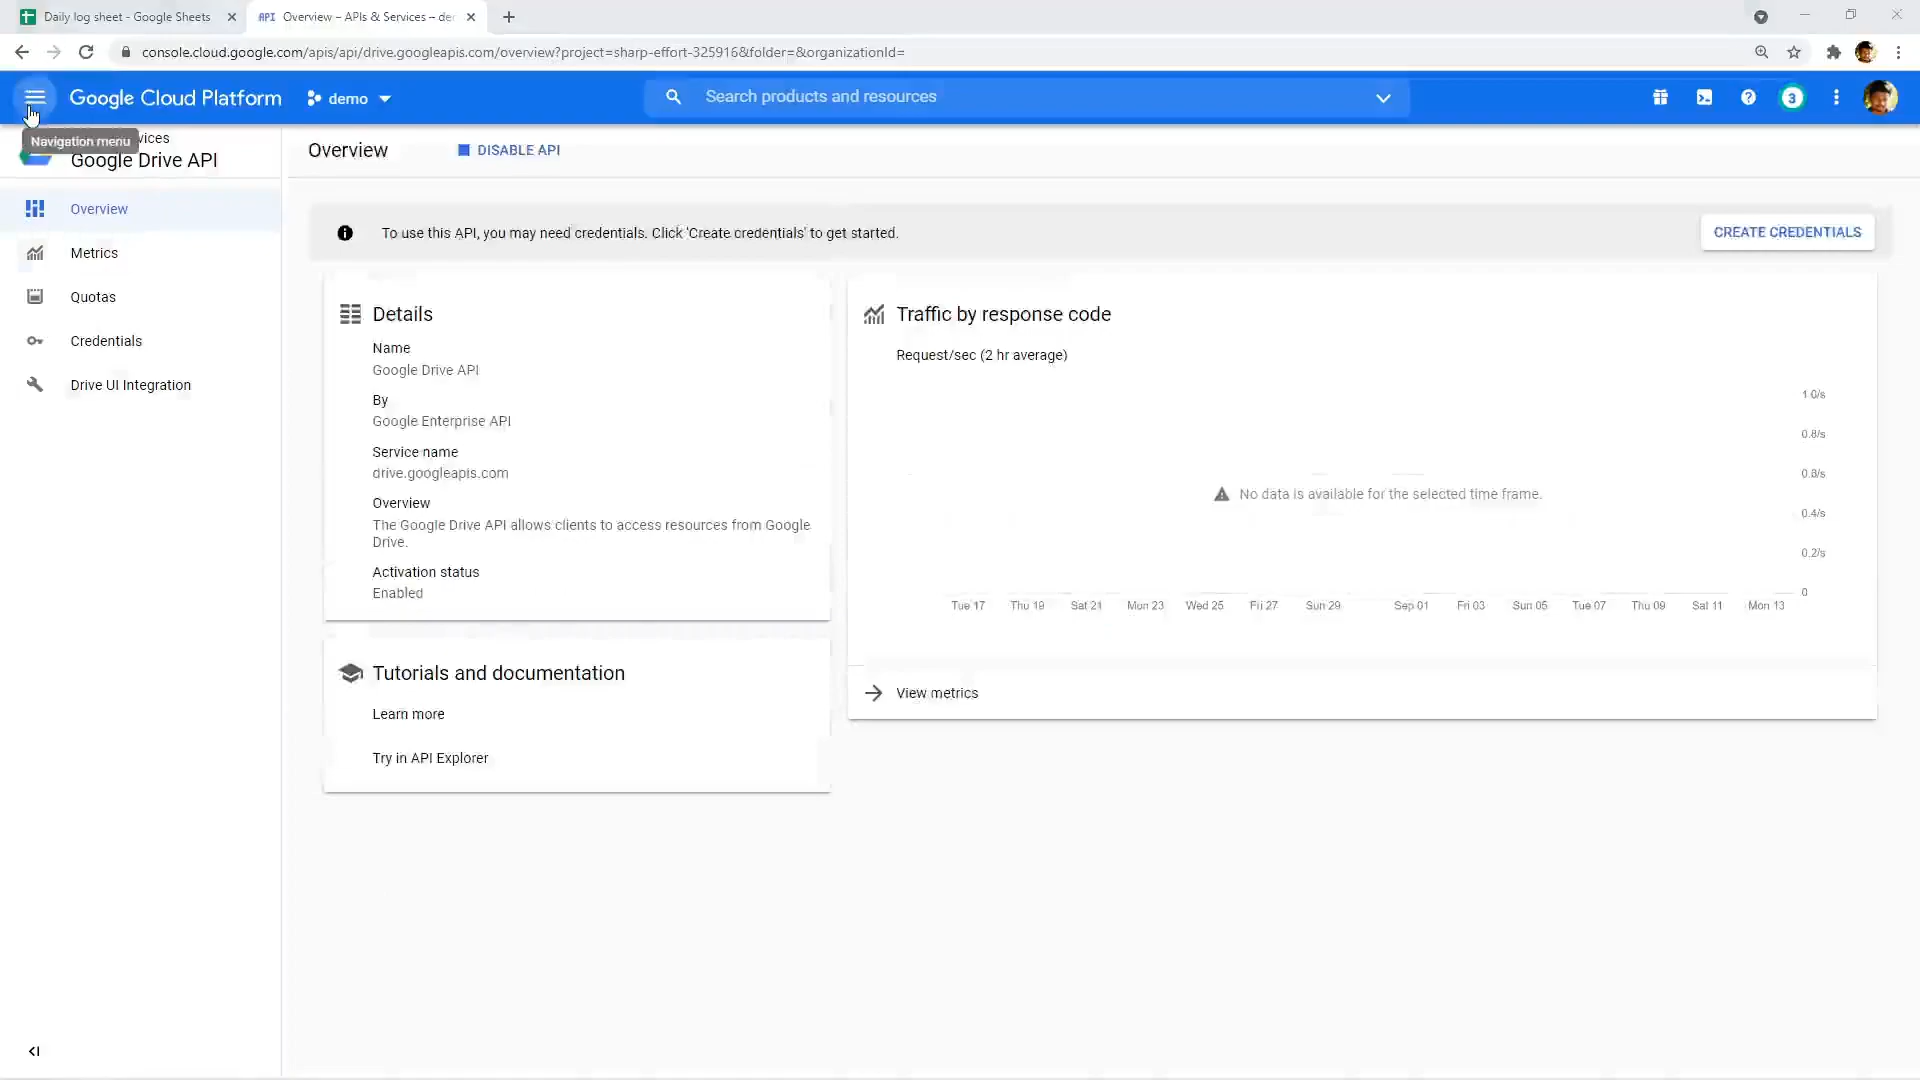 Daily log sheet - Google Sheets
API Overview – APIs & Services – der
console.cloud.google.com/apis/api/drive.googleapis.com/overview?project=sharp-effort-325916&folder=&organizationId=
Google Cloud Platform
demo
Search products and resources
3
Navigation menu
vices
Google Drive API
Overview
DISABLE API
Overview
Metrics
Quotas
Credentials
Drive UI Integration
To use this API, you may need credentials. Click 'Create credentials' to get started.
CREATE CREDENTIALS
Details
Name
Google Drive API
By
Google Enterprise API
Service name
drive.googleapis.com
Overview
The Google Drive API allows clients to access resources from Google
Drive.
Activation status
Enabled
Tutorials and documentation
Learn more
Try in API Explorer
Traffic by response code
Request/sec (2 hr average)
1.0/s
0.8/s
0.4/s
0.2/s
0
No data is available for the selected time frame.
Tue 17 Thu 19 Sat 21 Mon 23 Wed 25 Fri 27 Sun 29 Sep 01 Fri 03 Sun 05 Tue 07 Thu 09 Sat 11 Mon 13
View metrics